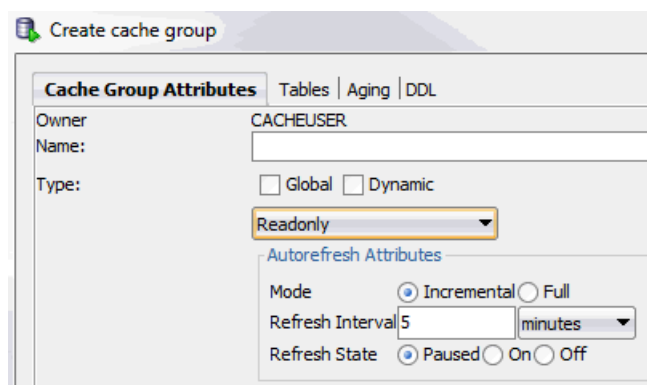 Create cache group
Cache Group Attributes Tables Aging DDL
Owner CACHEUSER
Name:
Type: Global Dynamic
Readonly
Autorefresh Attributes
Mode Incremental Full
Refresh Interval 5 minutes
Refresh State Paused On Off